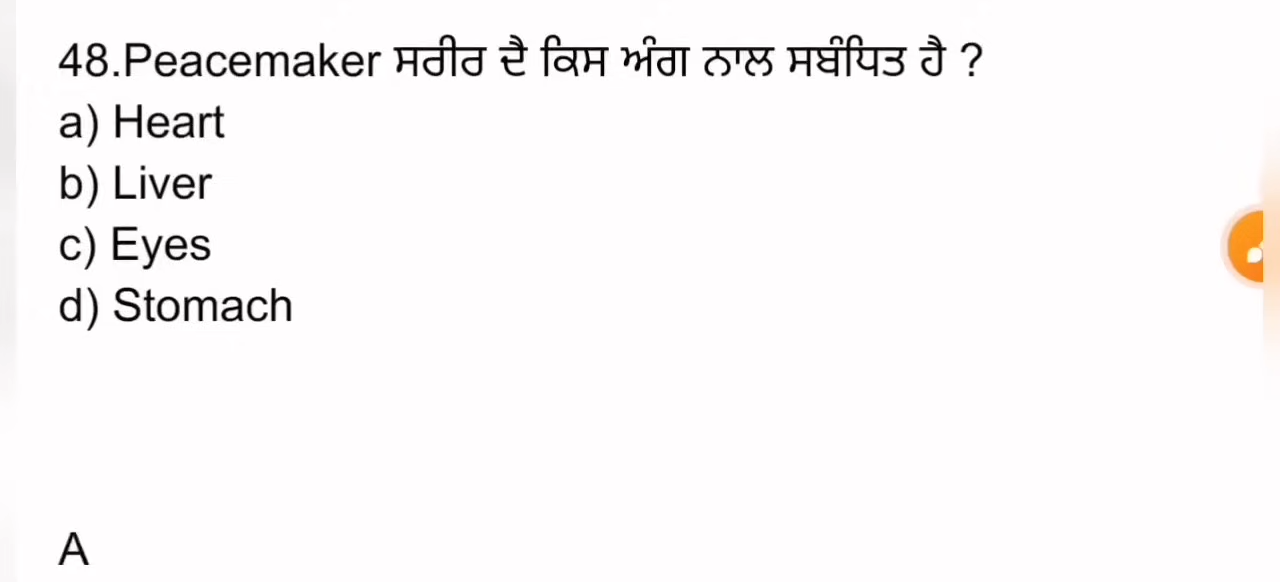 48.Peacemaker ਸਰੀਰ ਦੈ ਕਿਸ ਅੰਗ ਨਾਲ ਸਬੰਧਿਤ ਹੈ ?
a) Heart
b) Liver
c) Eyes
d) Stomach
A